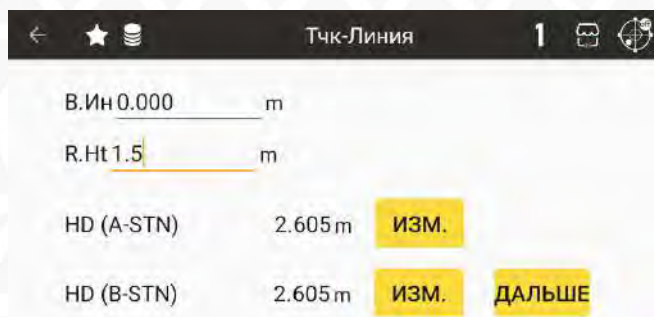 Тчк-Линия 1
В.Ин 0.000 m
R.Ht 1.5 m
HD (A-STN) 2.605 m ИЗМ.
HD (B-STN) 2.605 m ИЗМ. ДАЛЬШЕ